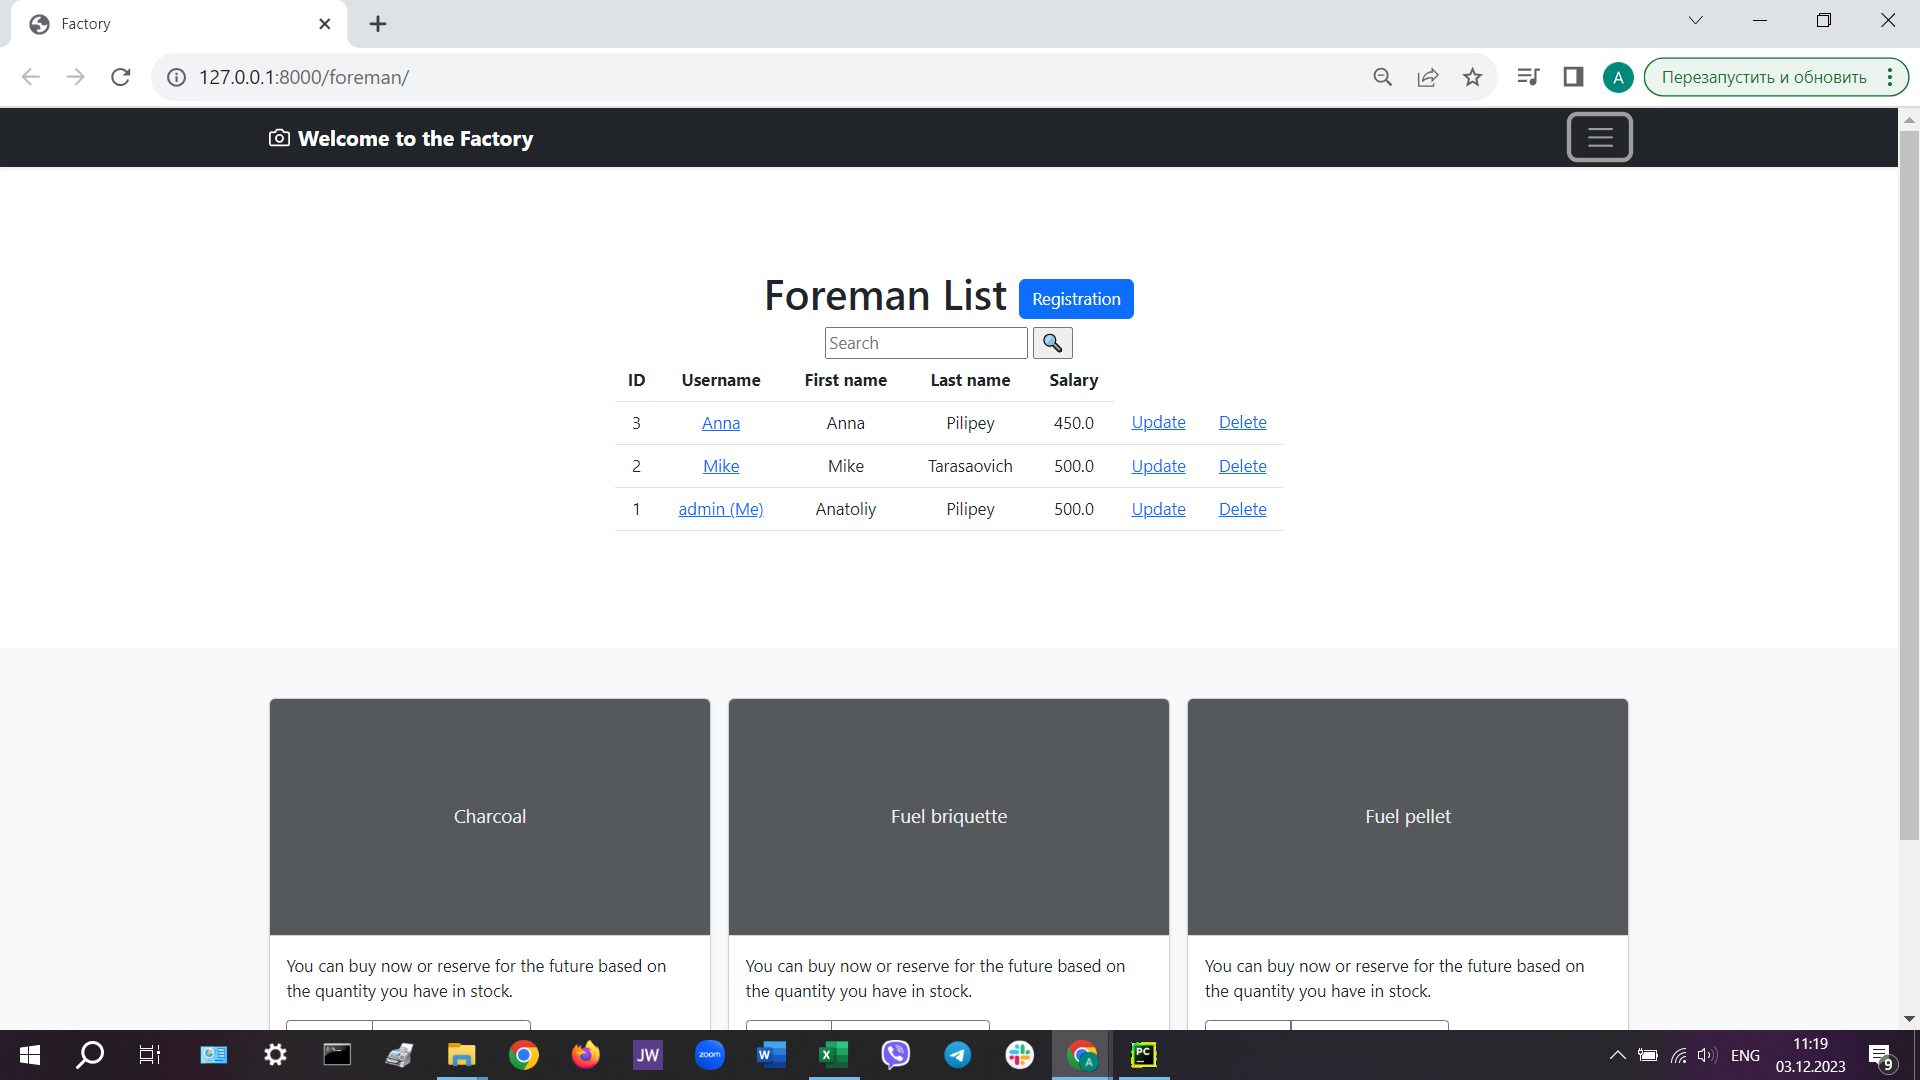 Factory
127.0.0.1:8000/foreman/
A
Перезапустить и обновить
Welcome to the Factory
Foreman List Registration
Search
ID Username First name Last name Salary
3 Anna Anna Pilipey 450.0 Update Delete
2 Mike Mike Tarasaovich 500.0 Update Delete
1 admin (Me) Anatoliy Pilipey 500.0 Update Delete
Charcoal Fuel briquette Fuel pellet
You can buy now or reserve for the future based on
the quantity you have in stock.
You can buy now or reserve for the future based on
the quantity you have in stock.
You can buy now or reserve for the future based on
the quantity you have in stock.
JW
zoom
W
X
A
PC
ENG
11:19
03.12.2023
9